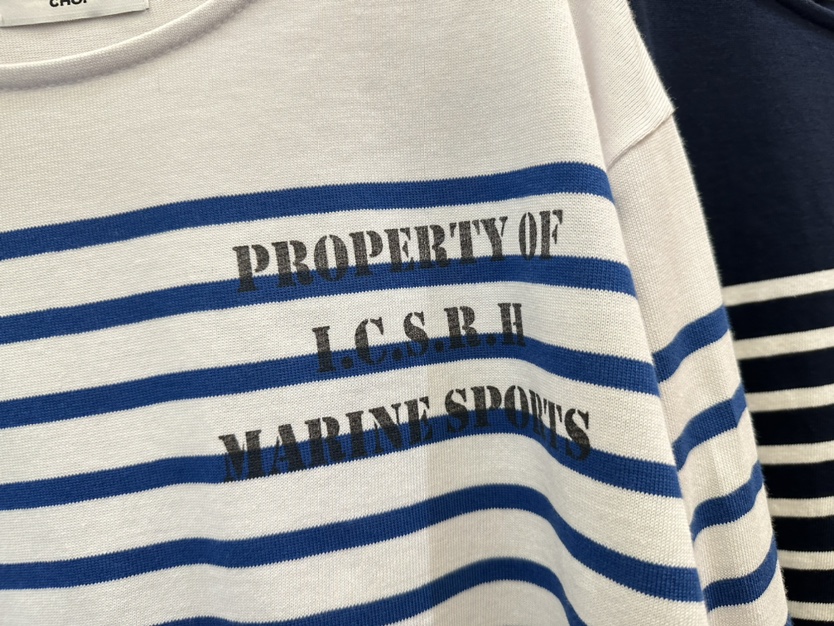 PROPERTY OF
I.C.S.R.H
MARINE SPORTS